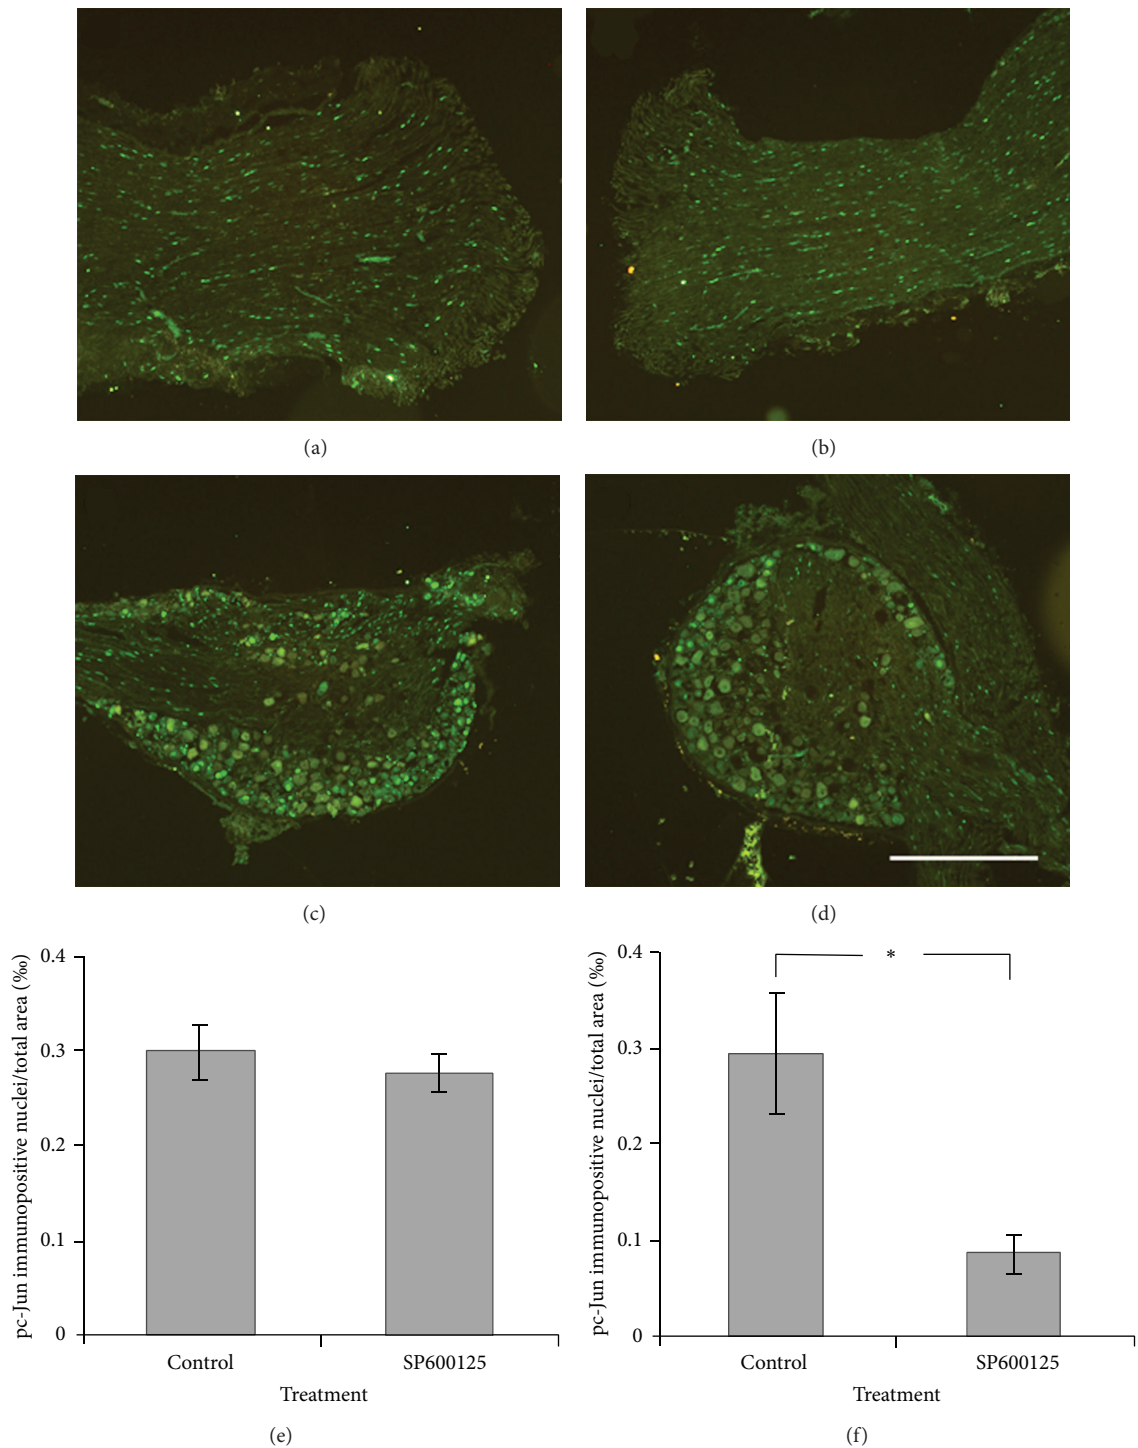 (a)
(b)
(c)
(d)
pc-Jun immunopositive nuclei/total area (‰)
0.4
0.3
0.2
0.1
0
Control
SP600125
Treatment
(e)
pc-Jun immunopositive nuclei/total area (‰)
0.4
0.3
0.2
0.1
0
*
Control
SP600125
Treatment
(f)